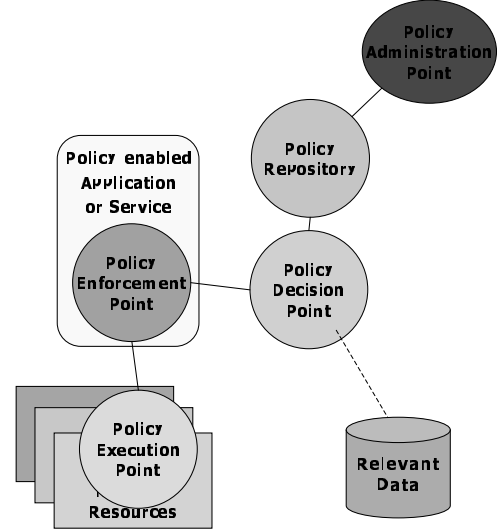 Policy
Administration
Point
Policy
Repository
Policy enabled
Application
or Service
Policy
Enforcement
Point
Policy
Decision
Point
Policy
Execution
Point
Resources
Relevant
Data